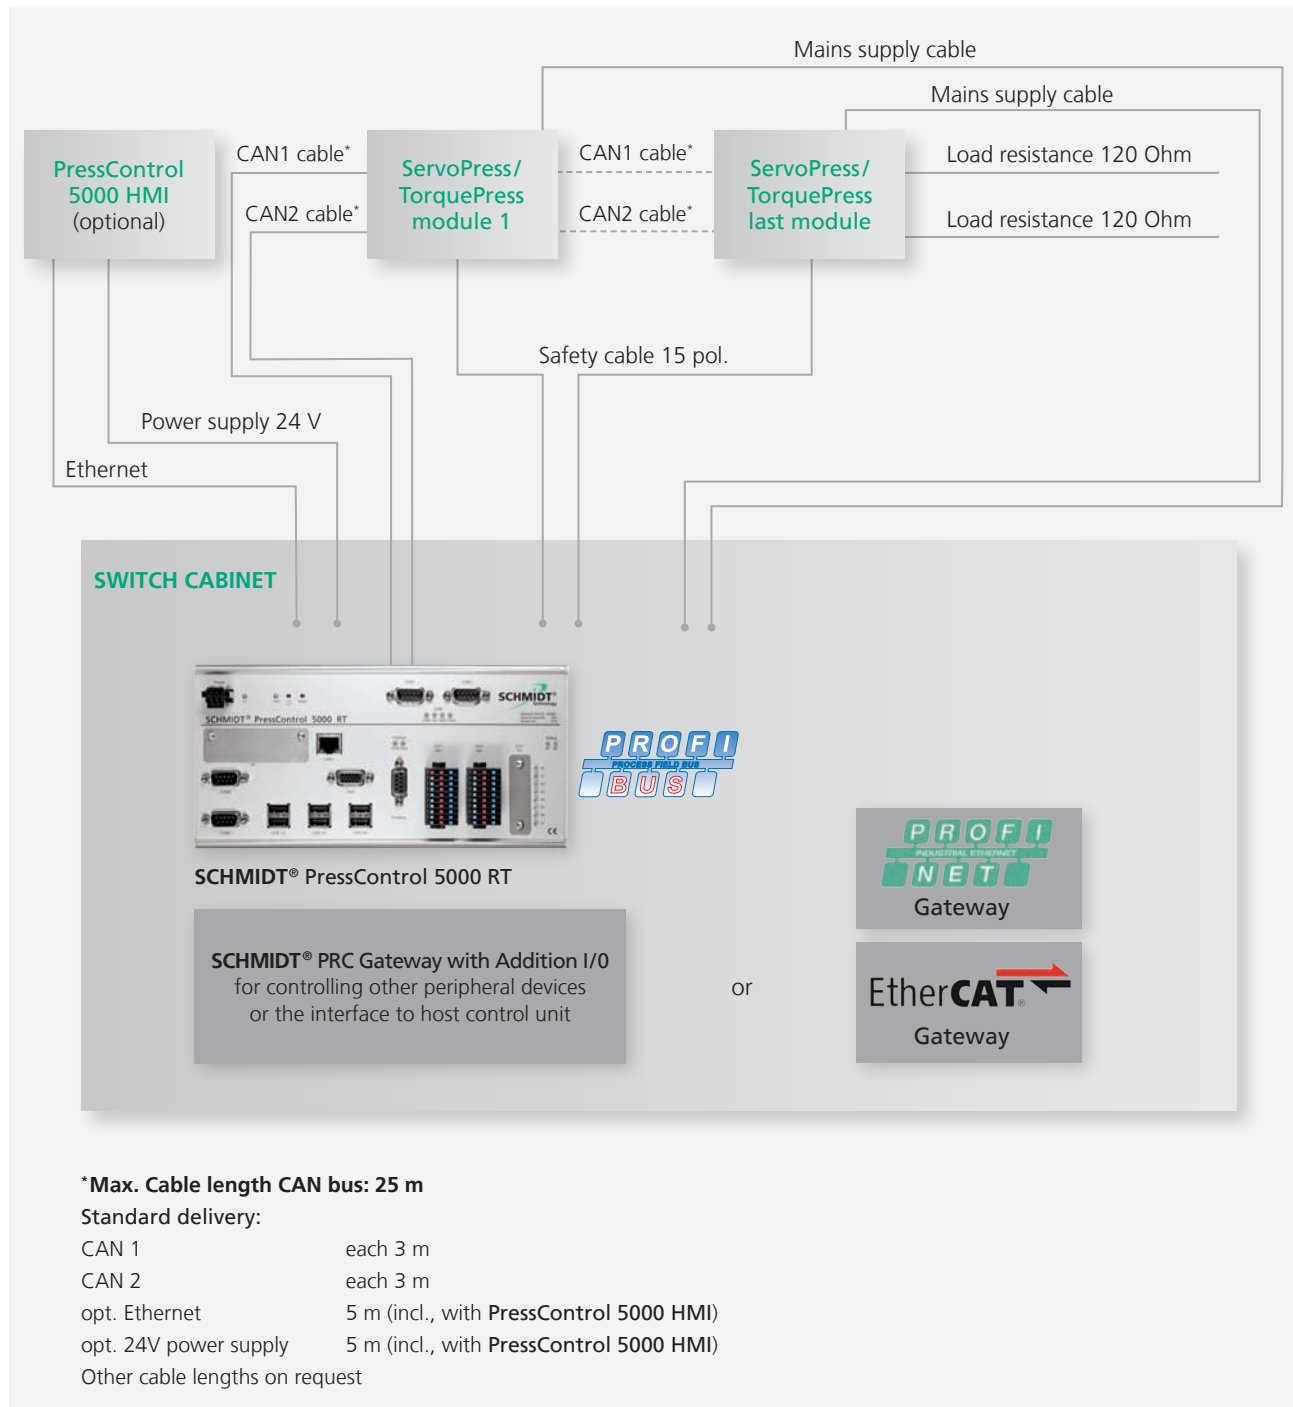 Mains supply cable
Mains supply cable
PressControl
5000 HMI
(optional)
CAN1 cable*
CAN2 cable*
ServoPress/
TorquePress
module 1
CAN1 cable*
CAN2 cable*
ServoPress/
TorquePress
last module
Load resistance 120 Ohm
Load resistance 120 Ohm
Safety cable 15 pol.
Power supply 24 V
Ethernet
SWITCH CABINET
SCHMIDT®
Technology
SCHMIDT® PressControl 5000 RT
PROFI
PROCESS FIELD BUS
BUS
SCHMIDT® PressControl 5000 RT
PROFI
INDUSTRIAL ETHERNET
NET
Gateway
SCHMIDT® PRC Gateway with Addition I/0
for controlling other peripheral devices
or the interface to host control unit
or
EtherCAT®
Gateway
*Max. Cable length CAN bus: 25 m
Standard delivery:
CAN 1 each 3 m
CAN 2 each 3 m
opt. Ethernet 5 m (incl., with PressControl 5000 HMI)
opt. 24V power supply 5 m (incl., with PressControl 5000 HMI)
Other cable lengths on request